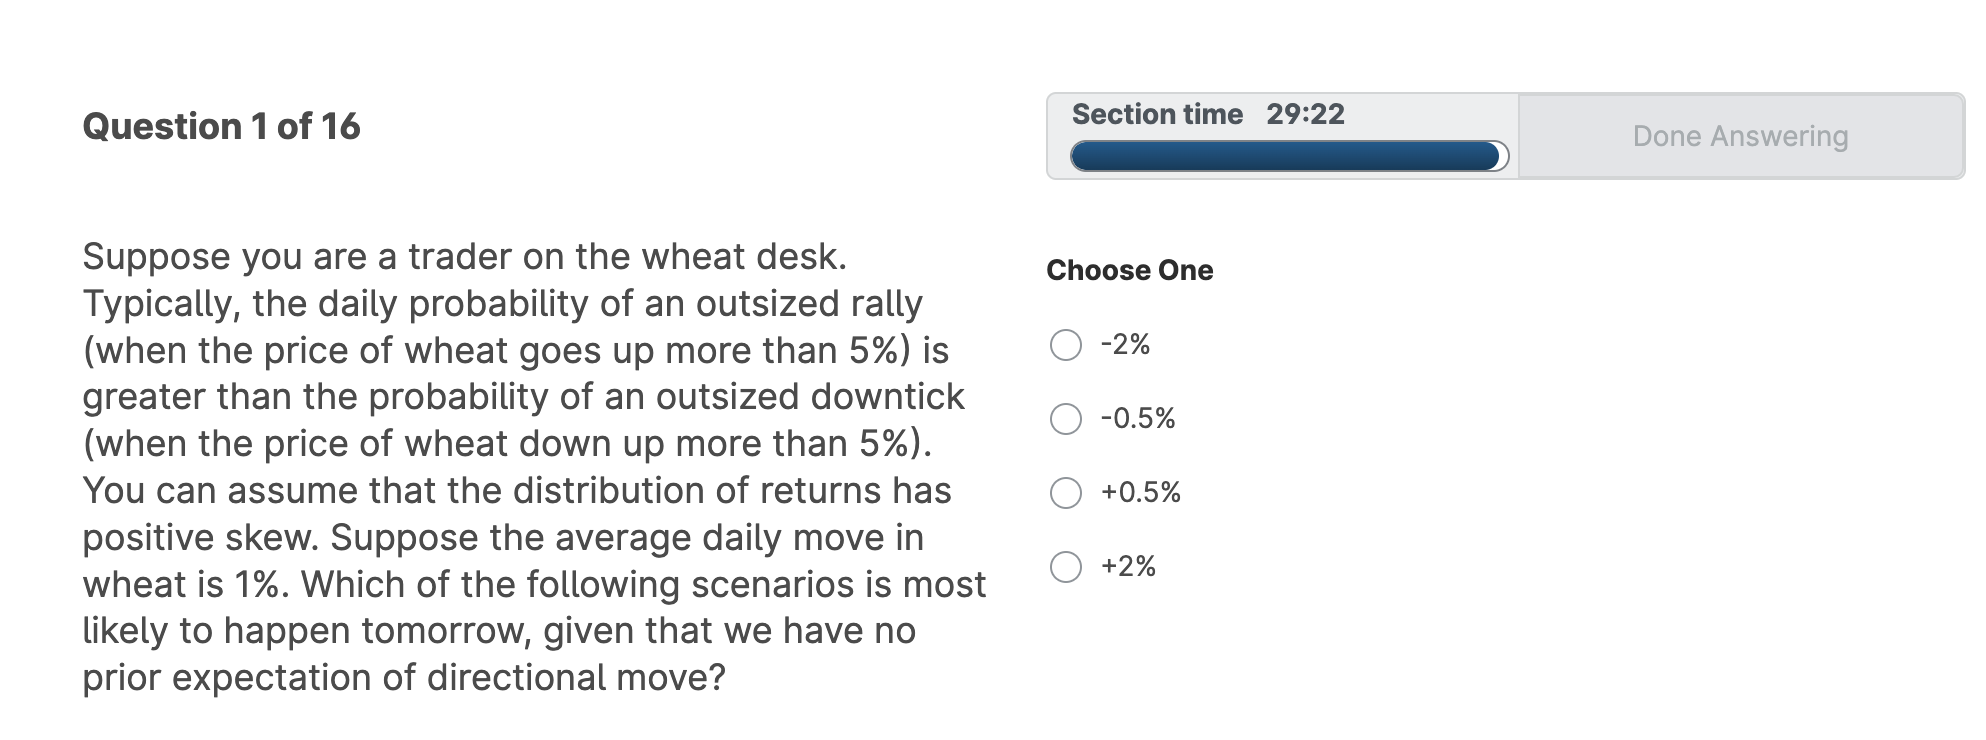 Question 1 of 16
Section time 29:22
Done Answering
Suppose you are a trader on the wheat desk.
Typically, the daily probability of an outsized rally
(when the price of wheat goes up more than 5%) is
greater than the probability of an outsized downtick
(when the price of wheat down up more than 5%).
You can assume that the distribution of returns has
positive skew. Suppose the average daily move in
wheat is 1%. Which of the following scenarios is most
likely to happen tomorrow, given that we have no
prior expectation of directional move?
Choose One
-2%
-0.5%
+0.5%
+2%